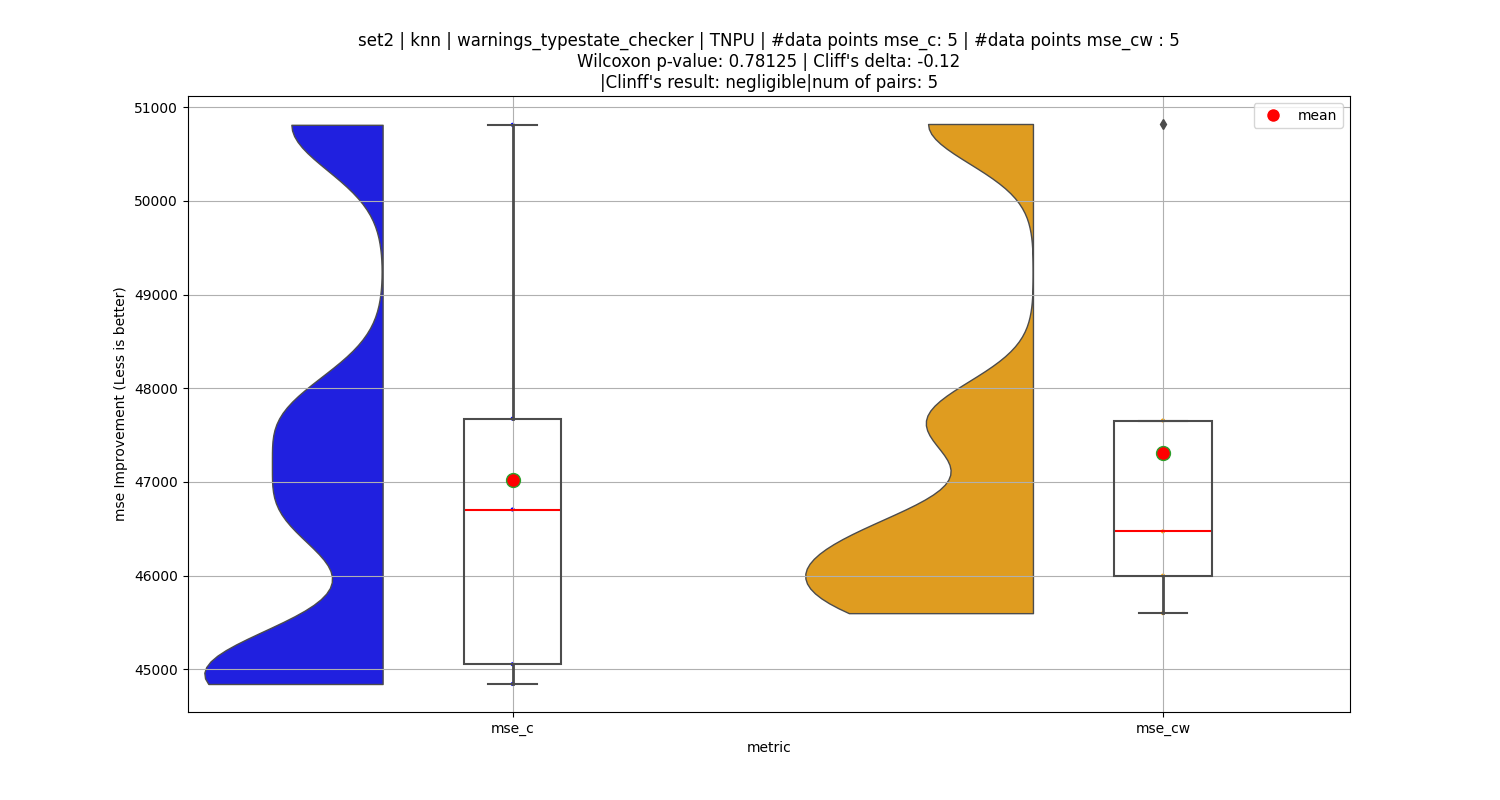 set2 | knn | warnings_typestate_checker | TNPU | #data points mse_c: 5 | #data points mse_cw : 5
Wilcoxon p-value: 0.78125 | Cliff's delta: -0.12
|Clinff's result: negligible|num of pairs: 5
mean
mse Improvement (Less is better)
51000
50000
49000
48000
47000
46000
45000
mse_c
mse_cw
metric